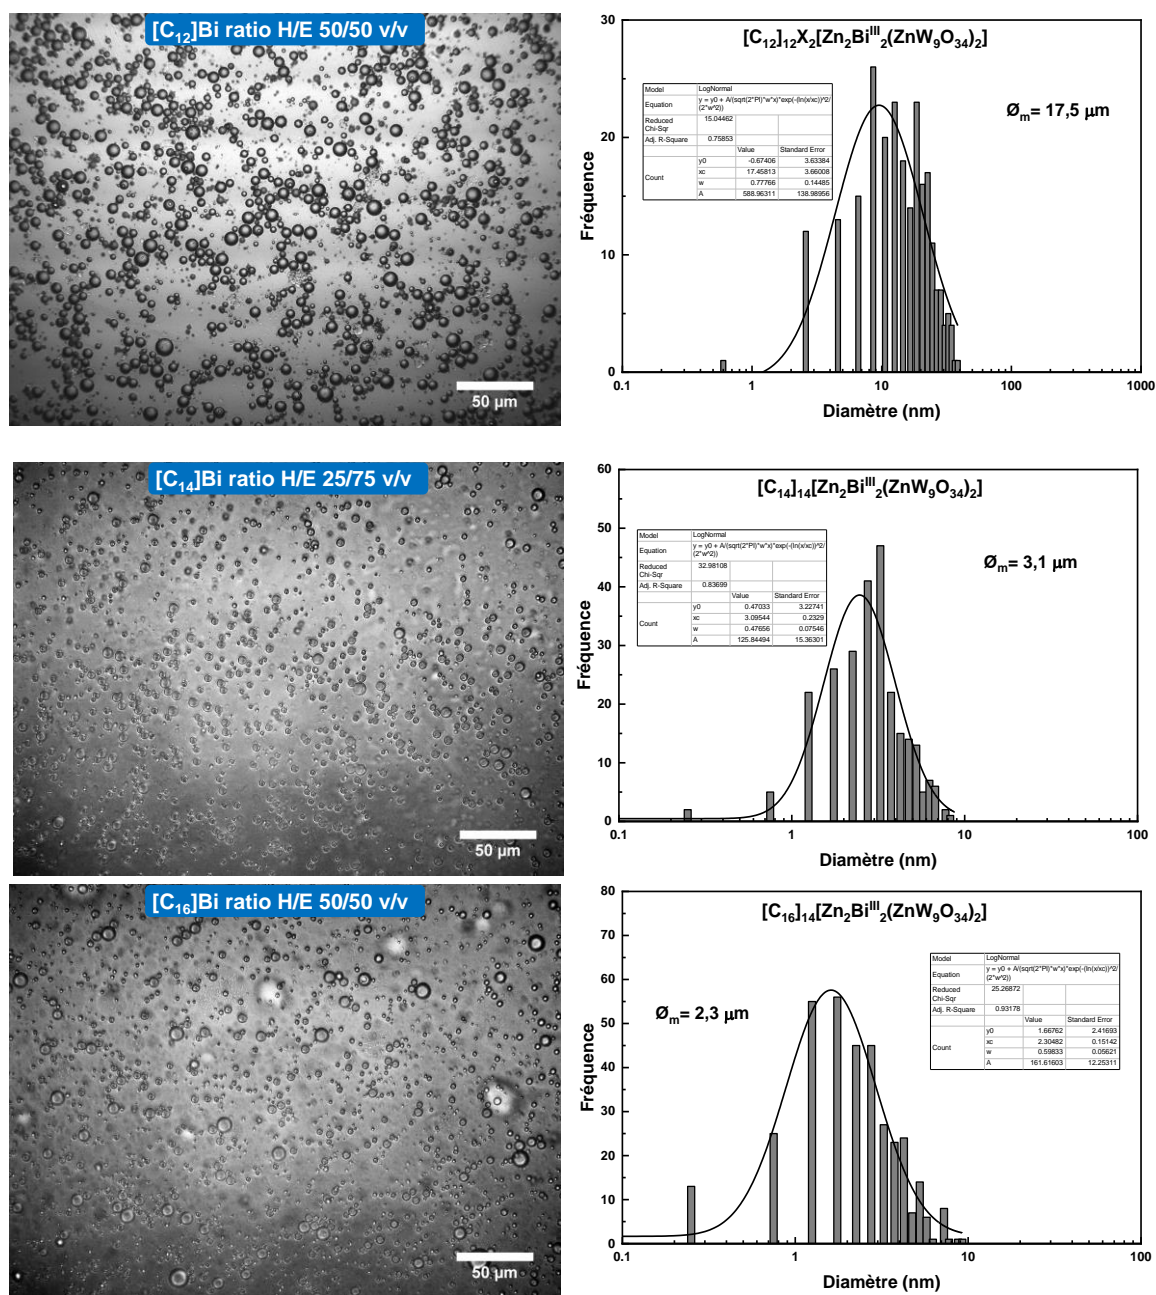 [C12]Bi ratio H/E 50/50 v/v
50 µm
[C12]12X2[Zn2BiIII2(ZnW9O34)2]
Øm= 17,5 µm
Model LogNormal
Equation y = y0 + A/(sqrt(2*PI)*w*x)*exp(-(ln(x/xc))^2/
(2*w^2))
Reduced 15.04462
Chi-Sqr
Adj. R-Square 0.75853
Value Standard Error
Count
y0 -0.67406 3.63384
xc 17.45813 3.66008
w 0.77766 0.14485
A 588.96311 138.98956
Fréquence
30
20
10
0
0.1 1 10 100 1000
Diamètre (nm)
[C14]Bi ratio H/E 25/75 v/v
50 µm
[C14]14[Zn2BiIII2(ZnW9O34)2]
Øm= 3,1 µm
Model LogNormal
Equation y = y0 + A/(sqrt(2*PI)*w*x)*exp(-(ln(x/xc))^2/
(2*w^2))
Reduced 32.98108
Chi-Sqr
Adj. R-Square 0.83699
Value Standard Error
Count
y0 0.47033 3.22741
xc 3.09544 0.2329
w 0.47656 0.07546
A 125.84494 15.36301
Fréquence
60
50
40
30
20
10
0
0.1 1 10 100
Diamètre (nm)
[C16]Bi ratio H/E 50/50 v/v
50 µm
[C16]14[Zn2BiIII2(ZnW9O34)2]
Øm= 2,3 µm
Model LogNormal
Equation y = y0 + A/(sqrt(2*PI)*w*x)*exp(-(ln(x/xc))^2/
(2*w^2))
Reduced 25.26872
Chi-Sqr
Adj. R-Square 0.93178
Value Standard Error
Count
y0 1.66762 2.41693
xc 2.30482 0.15142
w 0.59833 0.05621
A 161.61603 12.25311
Fréquence
80
70
60
50
40
30
20
10
0
0.1 1 10 100
Diamètre (nm)